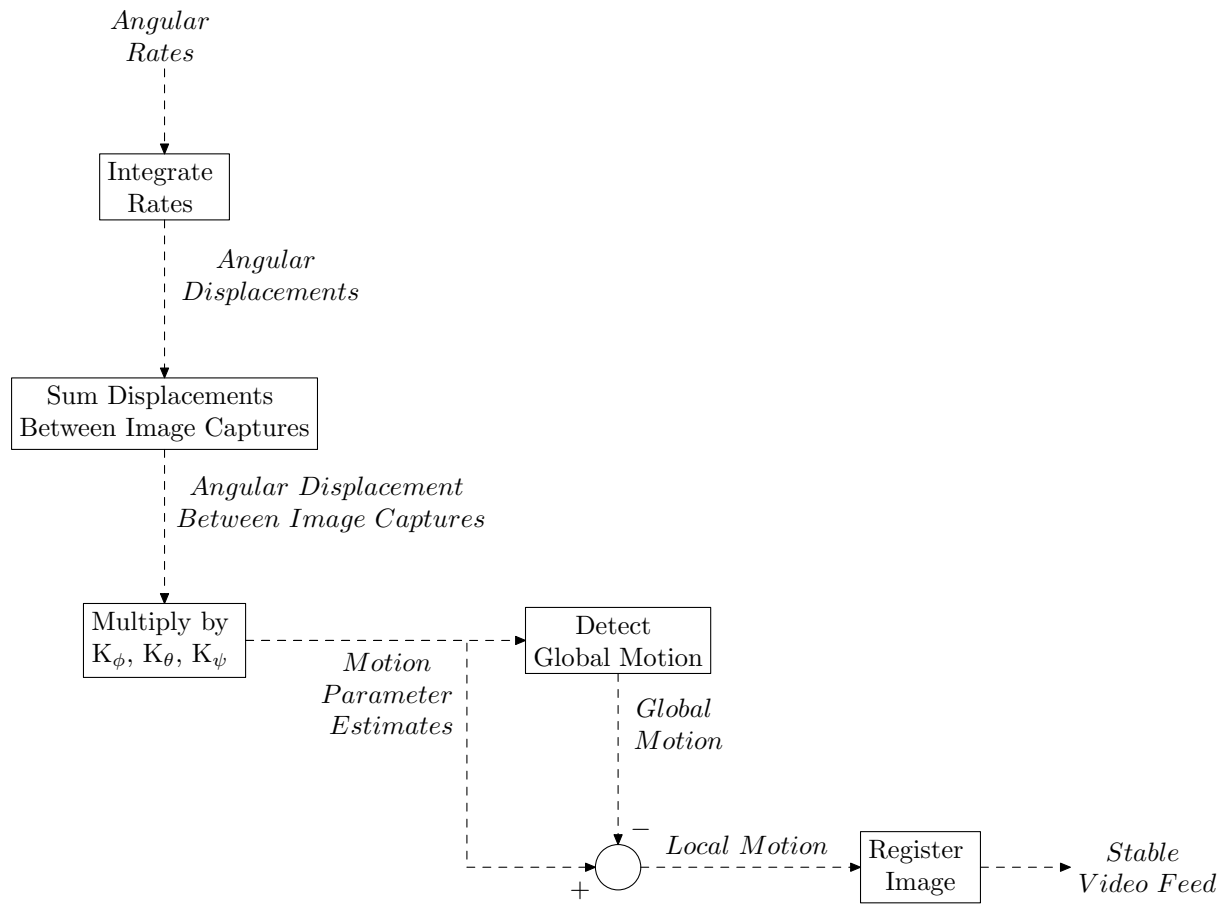 Angular
Rates
Integrate
Rates
Angular
Displacements
Sum Displacements
Between Image Captures
Angular Displacement
Between Image Captures
Multiply by
K_ϕ, K_θ, K_ψ
Detect
Global Motion
Motion
Parameter
Estimates
Global
Motion
−
+
Local Motion
Register
Image
Stable
Video Feed